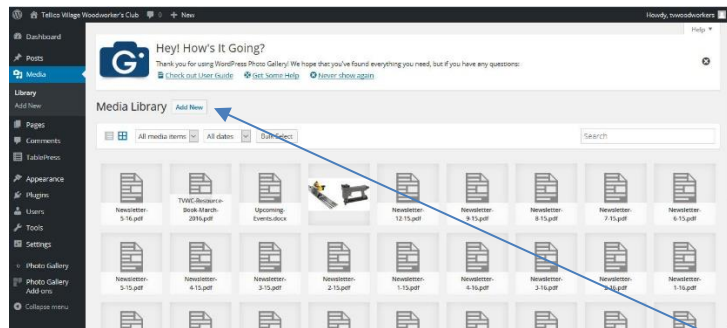 Tellico Village Woodworker's Club 0 + New Howdy, twwoodworkers
Help
Dashboard
Posts
Media
Library
Add New
Pages
Comments
TablePress
Appearance
Plugins
Users
Tools
Settings
Photo Gallery
Photo Gallery
Add-ons
Collapse menu
G
Hey! How's It Going?
Thank you for using WordPress Photo Gallery! We hope that you've found everything you need, but if you have any questions:
Check out User Guide Get Some Help Never show again
Media Library Add New
All media items All dates Date Select Search
Newsletter-
5-16.pdf
TVWC-Resource-
Book-March-
2016.pdf
Upcoming-
Events.docx
Newsletter-
12-15.pdf
Newsletter-
9-15.pdf
Newsletter-
8-15.pdf
Newsletter-
7-15.pdf
Newsletter-
6-15.pdf
Newsletter-
5-15.pdf
Newsletter-
4-15.pdf
Newsletter-
3-15.pdf
Newsletter-
2-15.pdf
Newsletter-
1-15.pdf
Newsletter-
4-16.pdf
Newsletter-
3-16.pdf
Newsletter-
2-16.pdf
Newsletter-
1-16.pdf